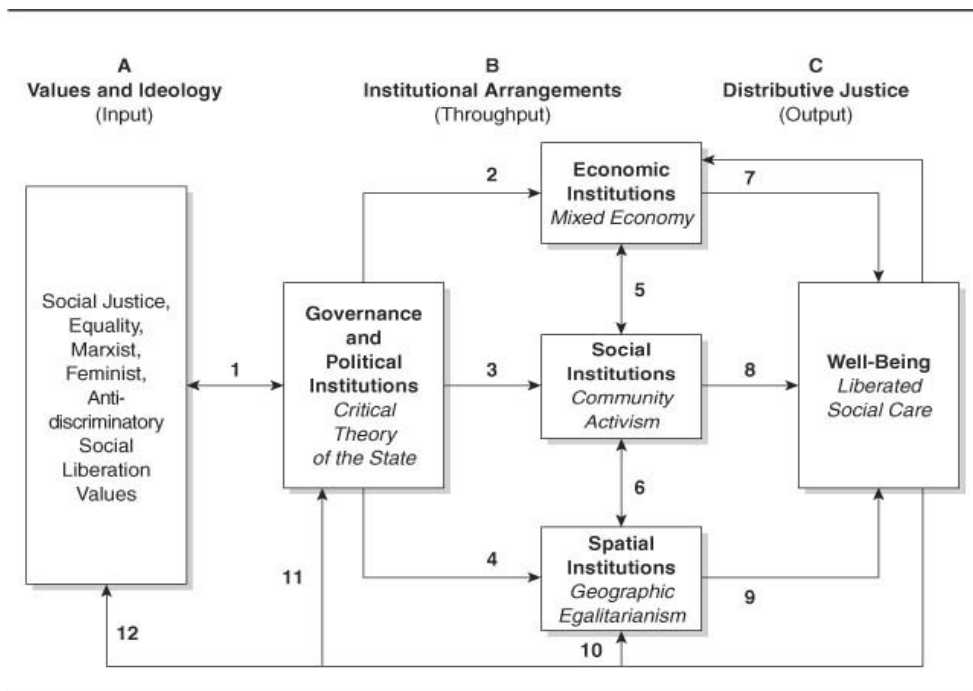 A
Values and Ideology
(Input)
B
Institutional Arrangements
(Throughput)
C
Distributive Justice
(Output)
Social Justice,
Equality,
Marxist,
Feminist,
Anti-
discriminatory
Social
Liberation
Values
1
Governance
and
Political
Institutions
Critical
Theory
of the State
2
3
4
Economic
Institutions
Mixed Economy
5
Social
Institutions
Community
Activism
6
Spatial
Institutions
Geographic
Egalitarianism
7
8
9
Well-Being
Liberated
Social Care
10
11
12